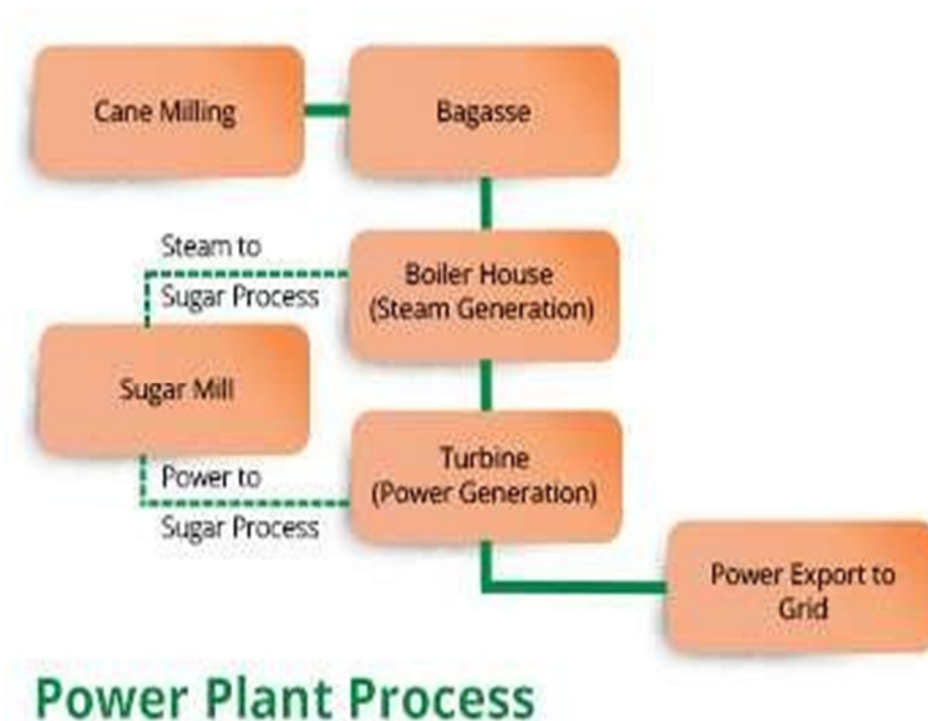 Cane Milling
Bagasse
Steam to
Sugar Process
Boiler House
(Steam Generation)
Sugar Mill
Power to
Sugar Process
Turbine
(Power Generation)
Power Export to
Grid
Power Plant Process